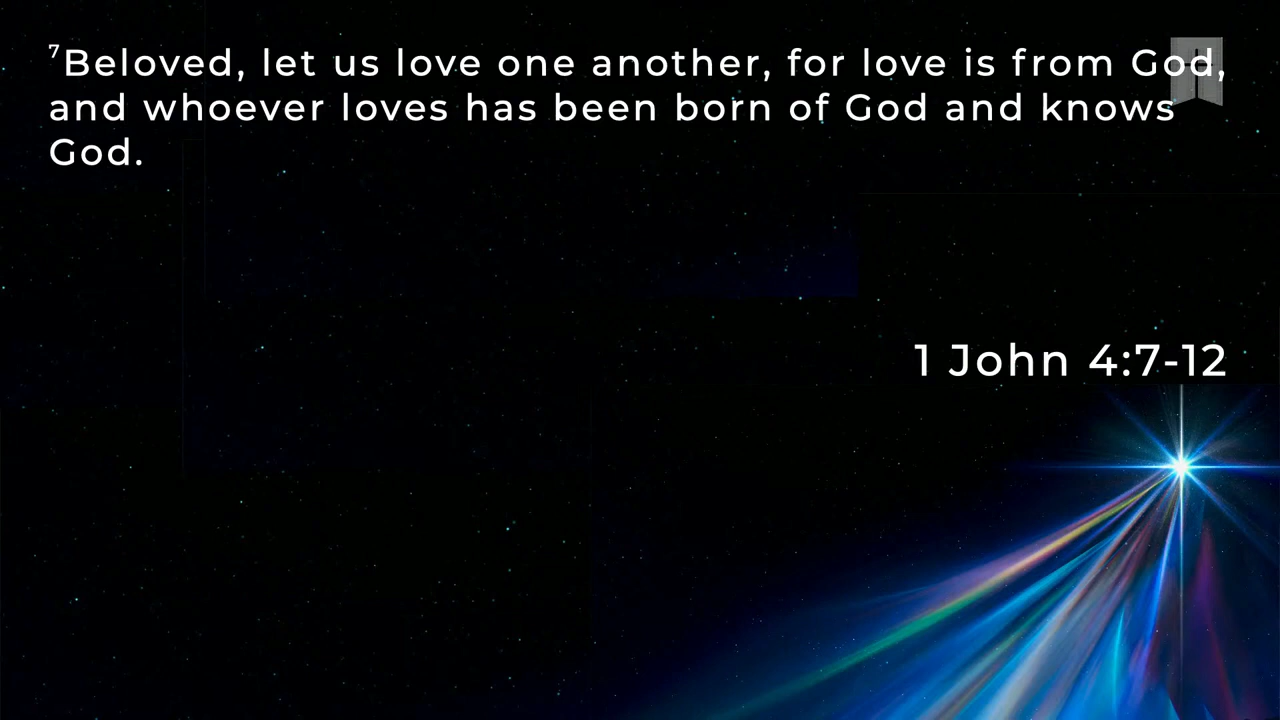 ⁷Beloved, let us love one another, for love is from God,
and whoever loves has been born of God and knows
God.
1 John 4:7-12